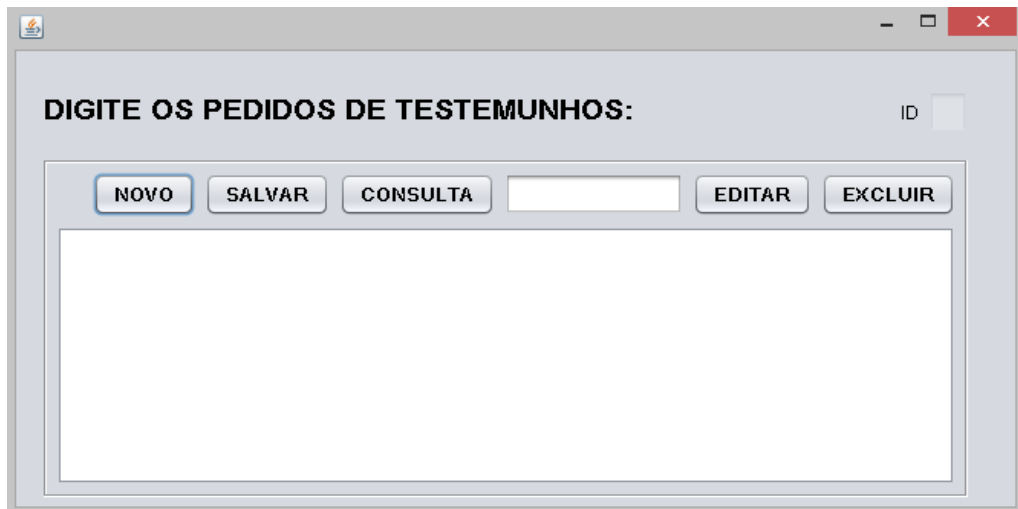 DIGITE OS PEDIDOS DE TESTEMUNHOS:
ID
NOVO SALVAR CONSULTA EDITAR EXCLUIR